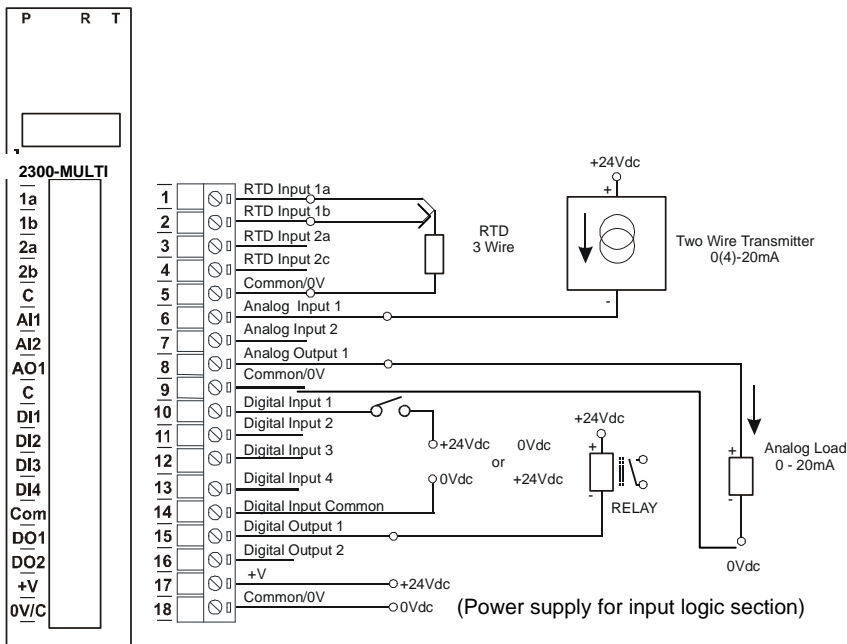 P R T
2300-MULTI
1a
1b
2a
2b
C
AI1
AI2
AO1
C
DI1
DI2
DI3
DI4
Com
DO1
DO2
+V
0V/C
1 RTD Input 1a
2 RTD Input 1b
3 RTD Input 2a
4 RTD Input 2c
5 Common/0V
6 Analog Input 1
7 Analog Input 2
8 Analog Output 1
9 Common/0V
10 Digital Input 1
11 Digital Input 2
12 Digital Input 3
13 Digital Input 4
14 Digital Input Common
15 Digital Output 1
16 Digital Output 2
17 +V
18 Common/0V
RTD
3 Wire
+24Vdc
+
-
Two Wire Transmitter
0(4)-20mA
+24Vdc
or
0Vdc
0Vdc
+24Vdc
+24Vdc
+
-
RELAY
+
-
Analog Load
0 - 20mA
0Vdc
+24Vdc
0Vdc
(Power supply for input logic section)